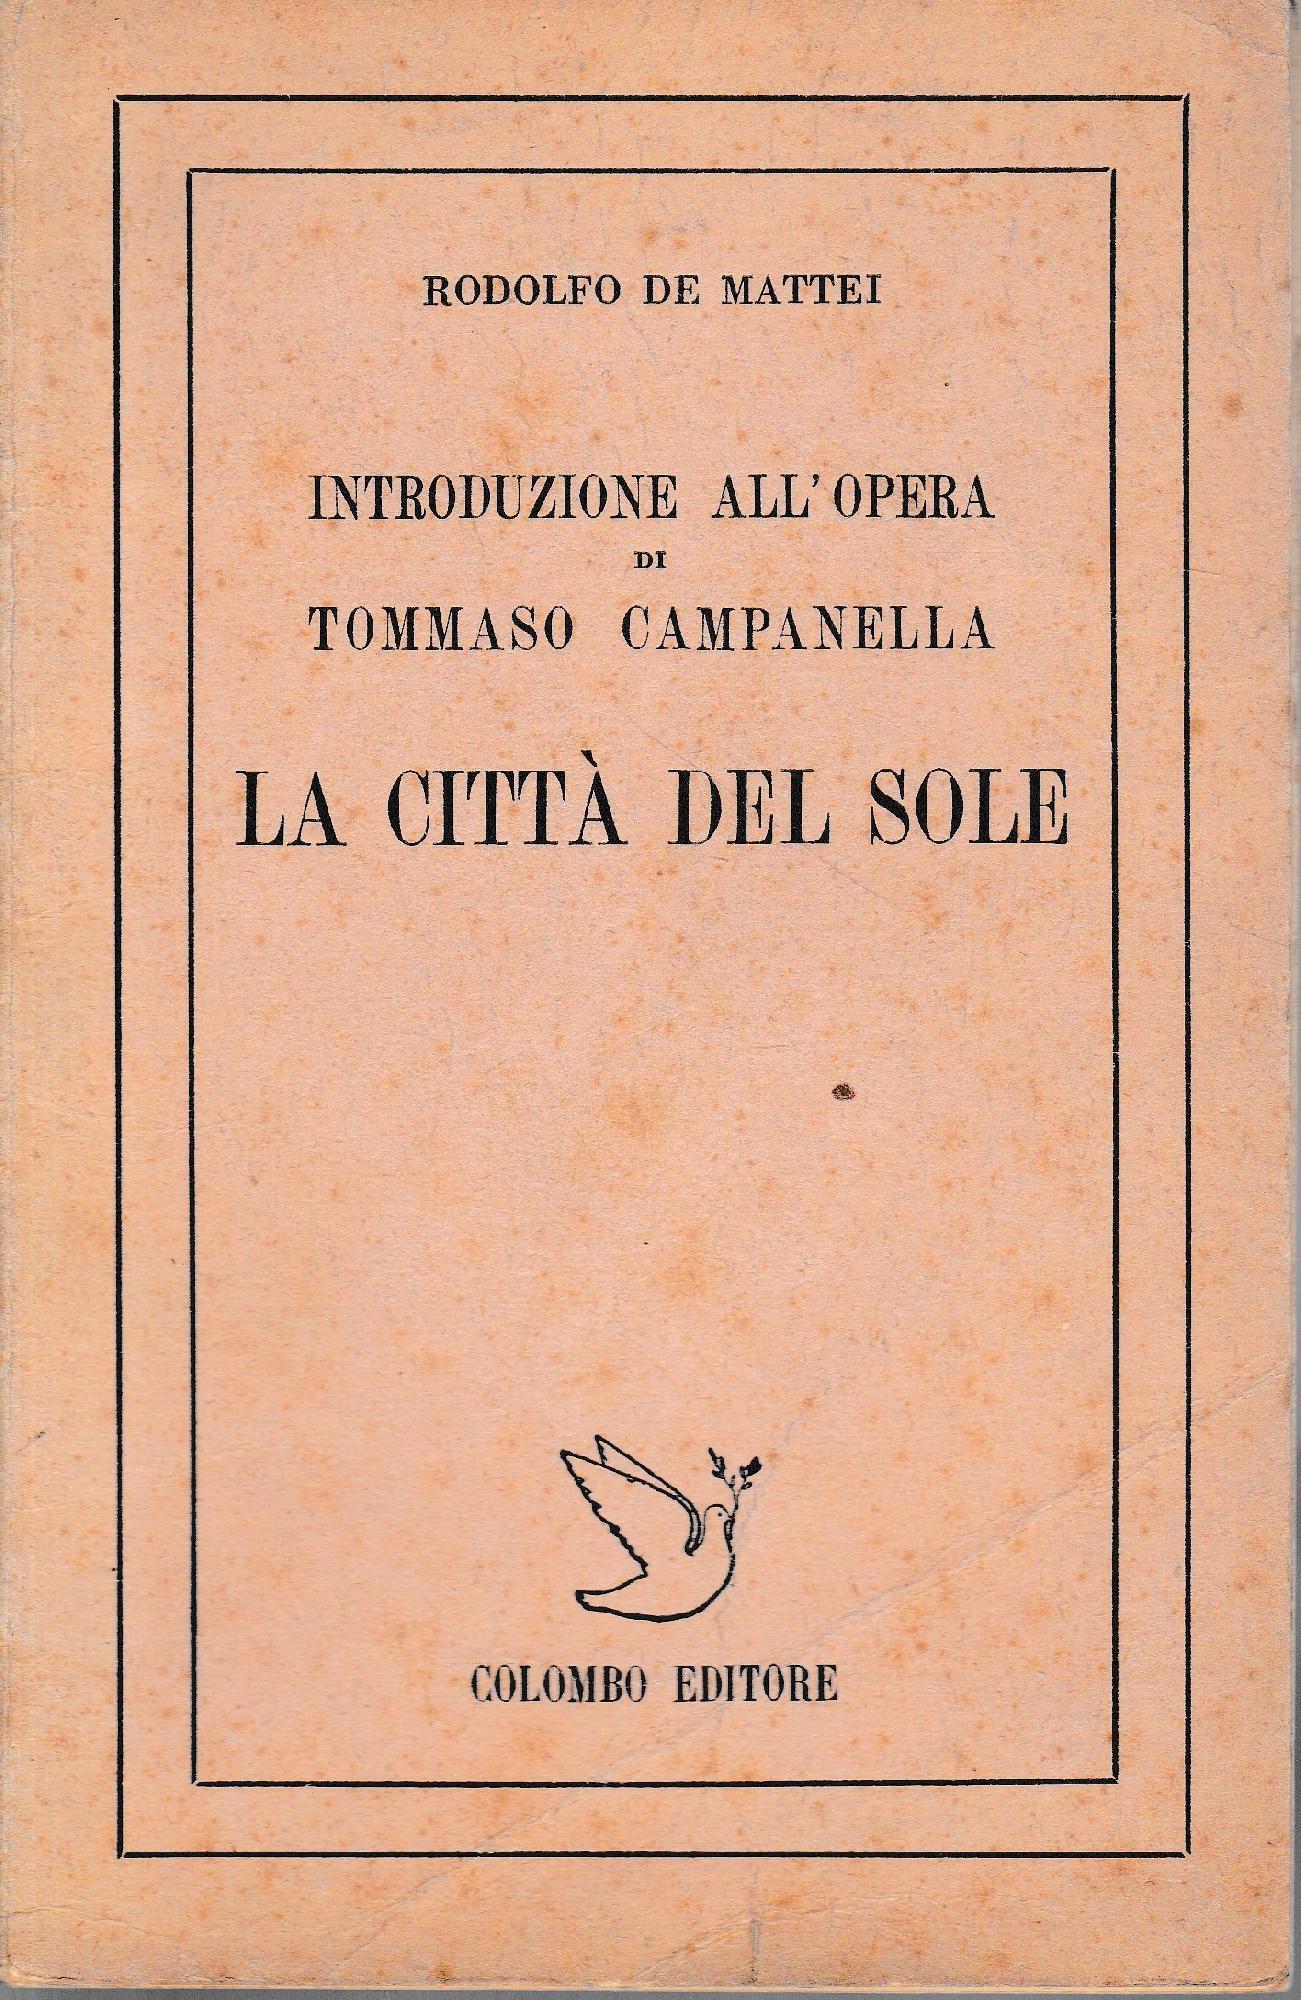 RODOLFO DE MATTEI
INTRODUZIONE ALL'OPERA
DI
TOMMASO CAMPANELLA
LA CITTÀ DEL SOLE
COLOMBO EDITORE